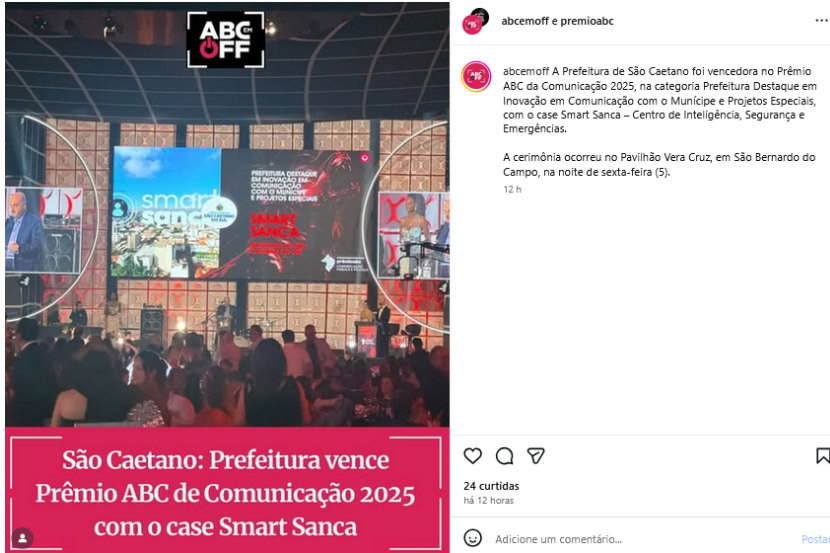 ABC EM
OFF
smart
sanca
SÃO CAETANO
DO SUL
PREFEITURA DESTAQUE
EM INOVAÇÃO EM
COMUNICAÇÃO COM
O MUNÍCIPE
E PROJETOS ESPECIAIS
SMART
SANCA
prêmioabc
São Caetano: Prefeitura vence
Prêmio ABC de Comunicação 2025
com o case Smart Sanca
abcemoff e premioabc
abcemoff A Prefeitura de São Caetano foi vencedora no Prêmio
ABC da Comunicação 2025, na categoria Prefeitura Destaque em
Inovação em Comunicação com o Munícipe e Projetos Especiais,
com o case Smart Sanca – Centro de Inteligência, Segurança e
Emergências.
A cerimônia ocorreu no Pavilhão Vera Cruz, em São Bernardo do
Campo, na noite de sexta-feira (5).
12 h
24 curtidas
há 12 horas
Adicione um comentário...
Postar